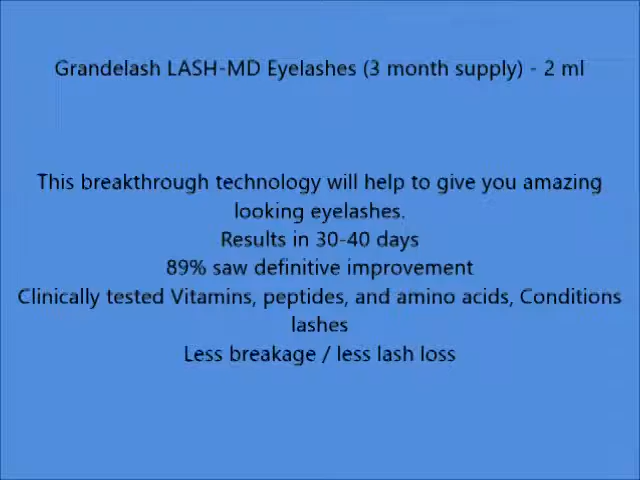 Grandelash LASH-MD Eyelashes (3 month supply) - 2 ml
This breakthrough technology will help to give you amazing
looking eyelashes.
Results in 30-40 days
89% saw definitive improvement
Clinically tested Vitamins, peptides, and amino acids, Conditions
lashes
Less breakage / less lash loss